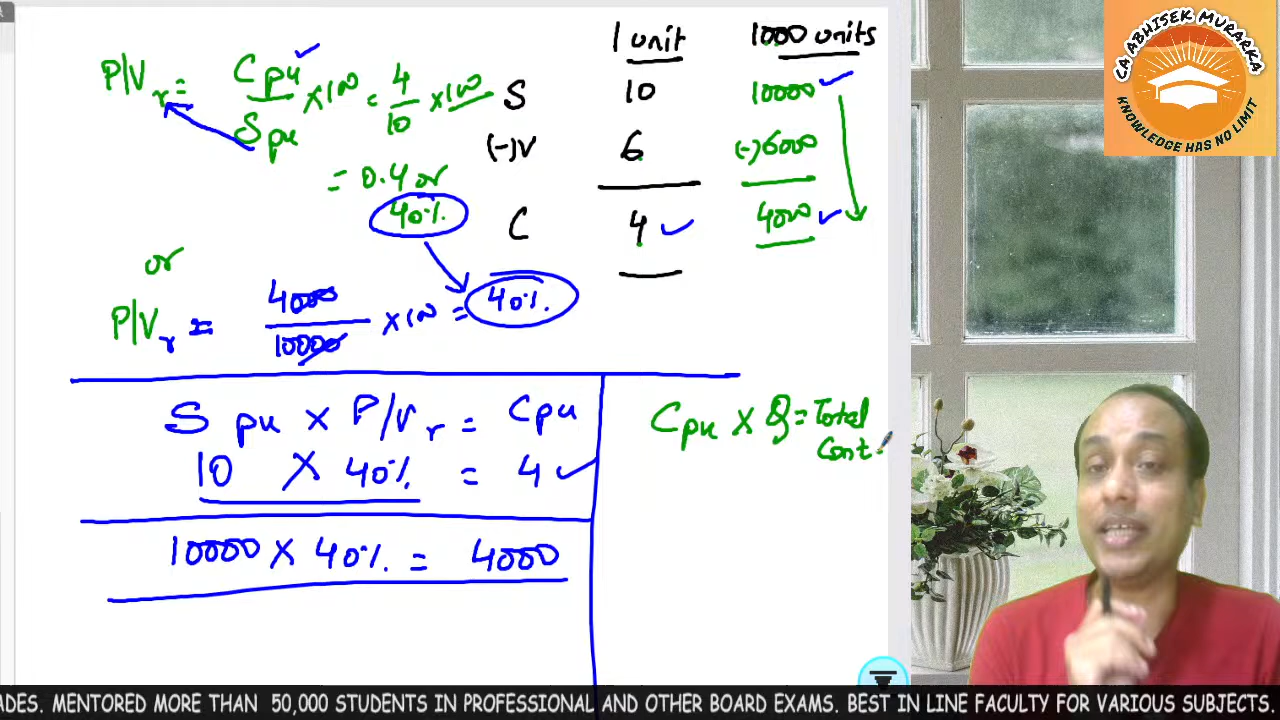 1 unit 1000 units
P/Vr = Cpu/Spu ×100 = 4/10 ×100 S 10 10000
= 0.4 or (-)V 6 (-)6000
40% C 4 4000
or
P/Vr = 4000/10000 ×100 = 40%
S pu × P/Vr = Cpu
10 × 40% = 4
10000 × 40% = 4000
Cpu × Q = Total
Cont
CA ABHISEK MURARKA
KNOWLEDGE HAS NO LIMIT
ADES. MENTORED MORE THAN 50,000 STUDENTS IN PROFESSIONAL AND OTHER BOARD EXAMS. BEST IN LINE FACULTY FOR VARIOUS SUBJECTS.